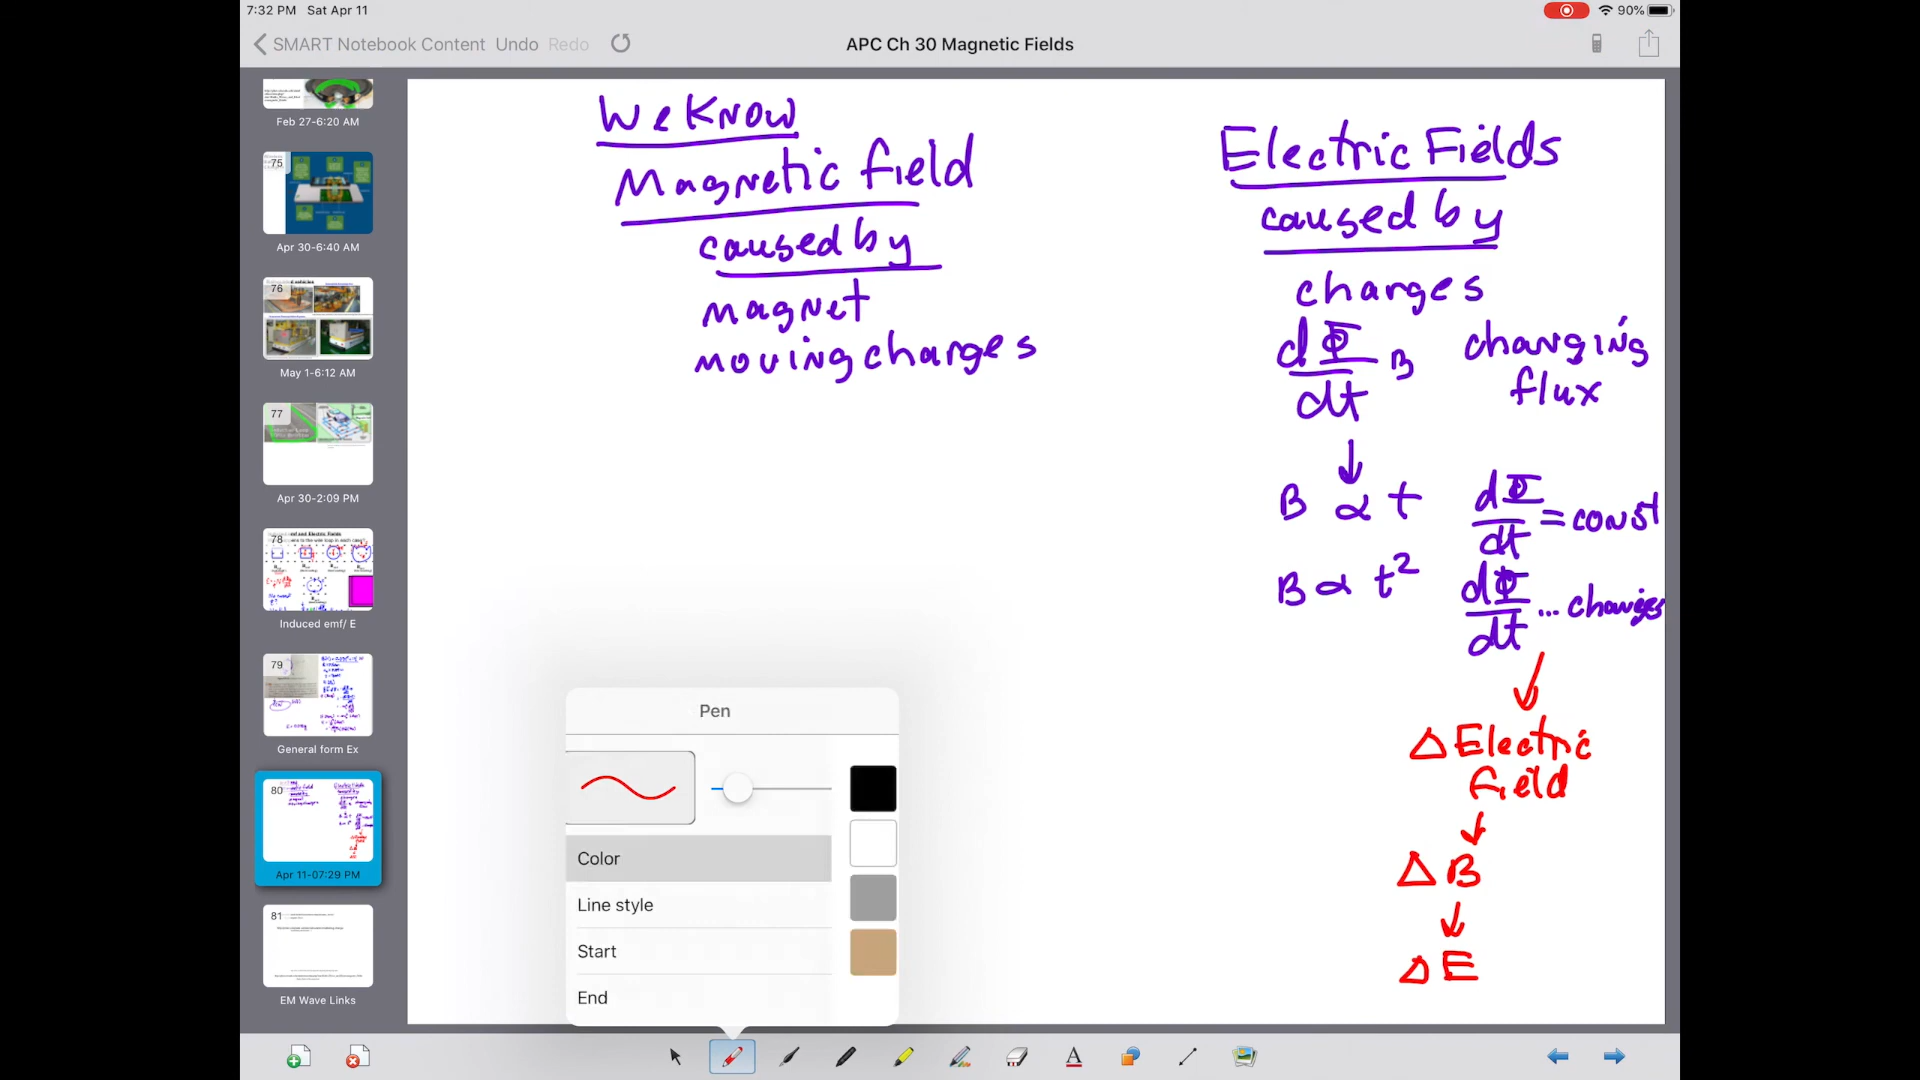 7:32 PM Sat Apr 11
90%
SMART Notebook Content Undo Redo
APC Ch 30 Magnetic Fields
Feb 27-6:20 AM
75
Apr 30-6:40 AM
76
May 1-6:12 AM
77
Apr 30-2:09 PM
78
Induced emf/ E
79
General form Ex
80
Apr 11-07:29 PM
81
EM Wave Links
We Know
Magnetic field
caused by
magnet
moving charges
Electric Fields
caused by
charges
dΦ_B/dt changing flux
↓
B α t dΦ/dt = const
B α t² dΦ/dt ... changes
↓
Δ Electric
field
↓
Δ B
↓
Δ E
Pen
Color
Line style
Start
End
A